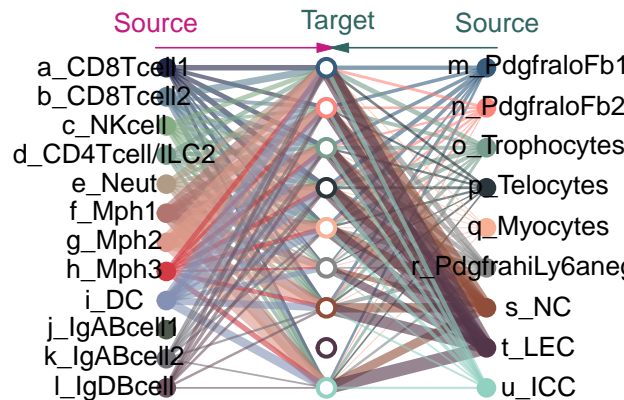 Source Target Source
a_CD8Tcell1
b_CD8Tcell2
c_NKcell
d_CD4Tcell/ILC2
e_Neut
f_Mph1
g_Mph2
h_Mph3
i_DC
j_IgABcell1
k_IgABcell2
l_IgDBcell
m_PdgfraloFb1
n_PdgfraloFb2
o_Trophocytes
p_Telocytes
q_Myocytes
r_PdgfrahiLy6aneg
s_NC
t_LEC
u_ICC